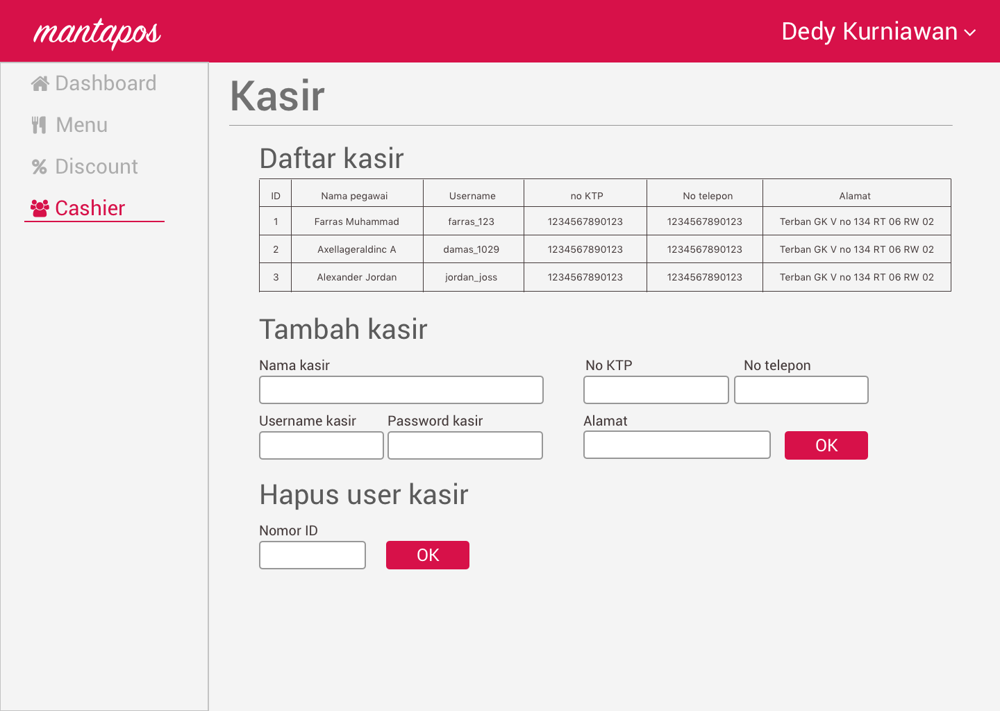 mantapos
Dedy Kurniawan
Dashboard
Menu
Discount
Cashier
Kasir
Daftar kasir
ID Nama pegawai Username no KTP No telepon Alamat
1 Farras Muhammad farras_123 1234567890123 1234567890123 Terban GK V no 134 RT 06 RW 02
2 Axellageraldinc A damas_1029 1234567890123 1234567890123 Terban GK V no 134 RT 06 RW 02
3 Alexander Jordan jordan_joss 1234567890123 1234567890123 Terban GK V no 134 RT 06 RW 02
Tambah kasir
Nama kasir No KTP No telepon
Username kasir Password kasir Alamat
OK
Hapus user kasir
Nomor ID
OK